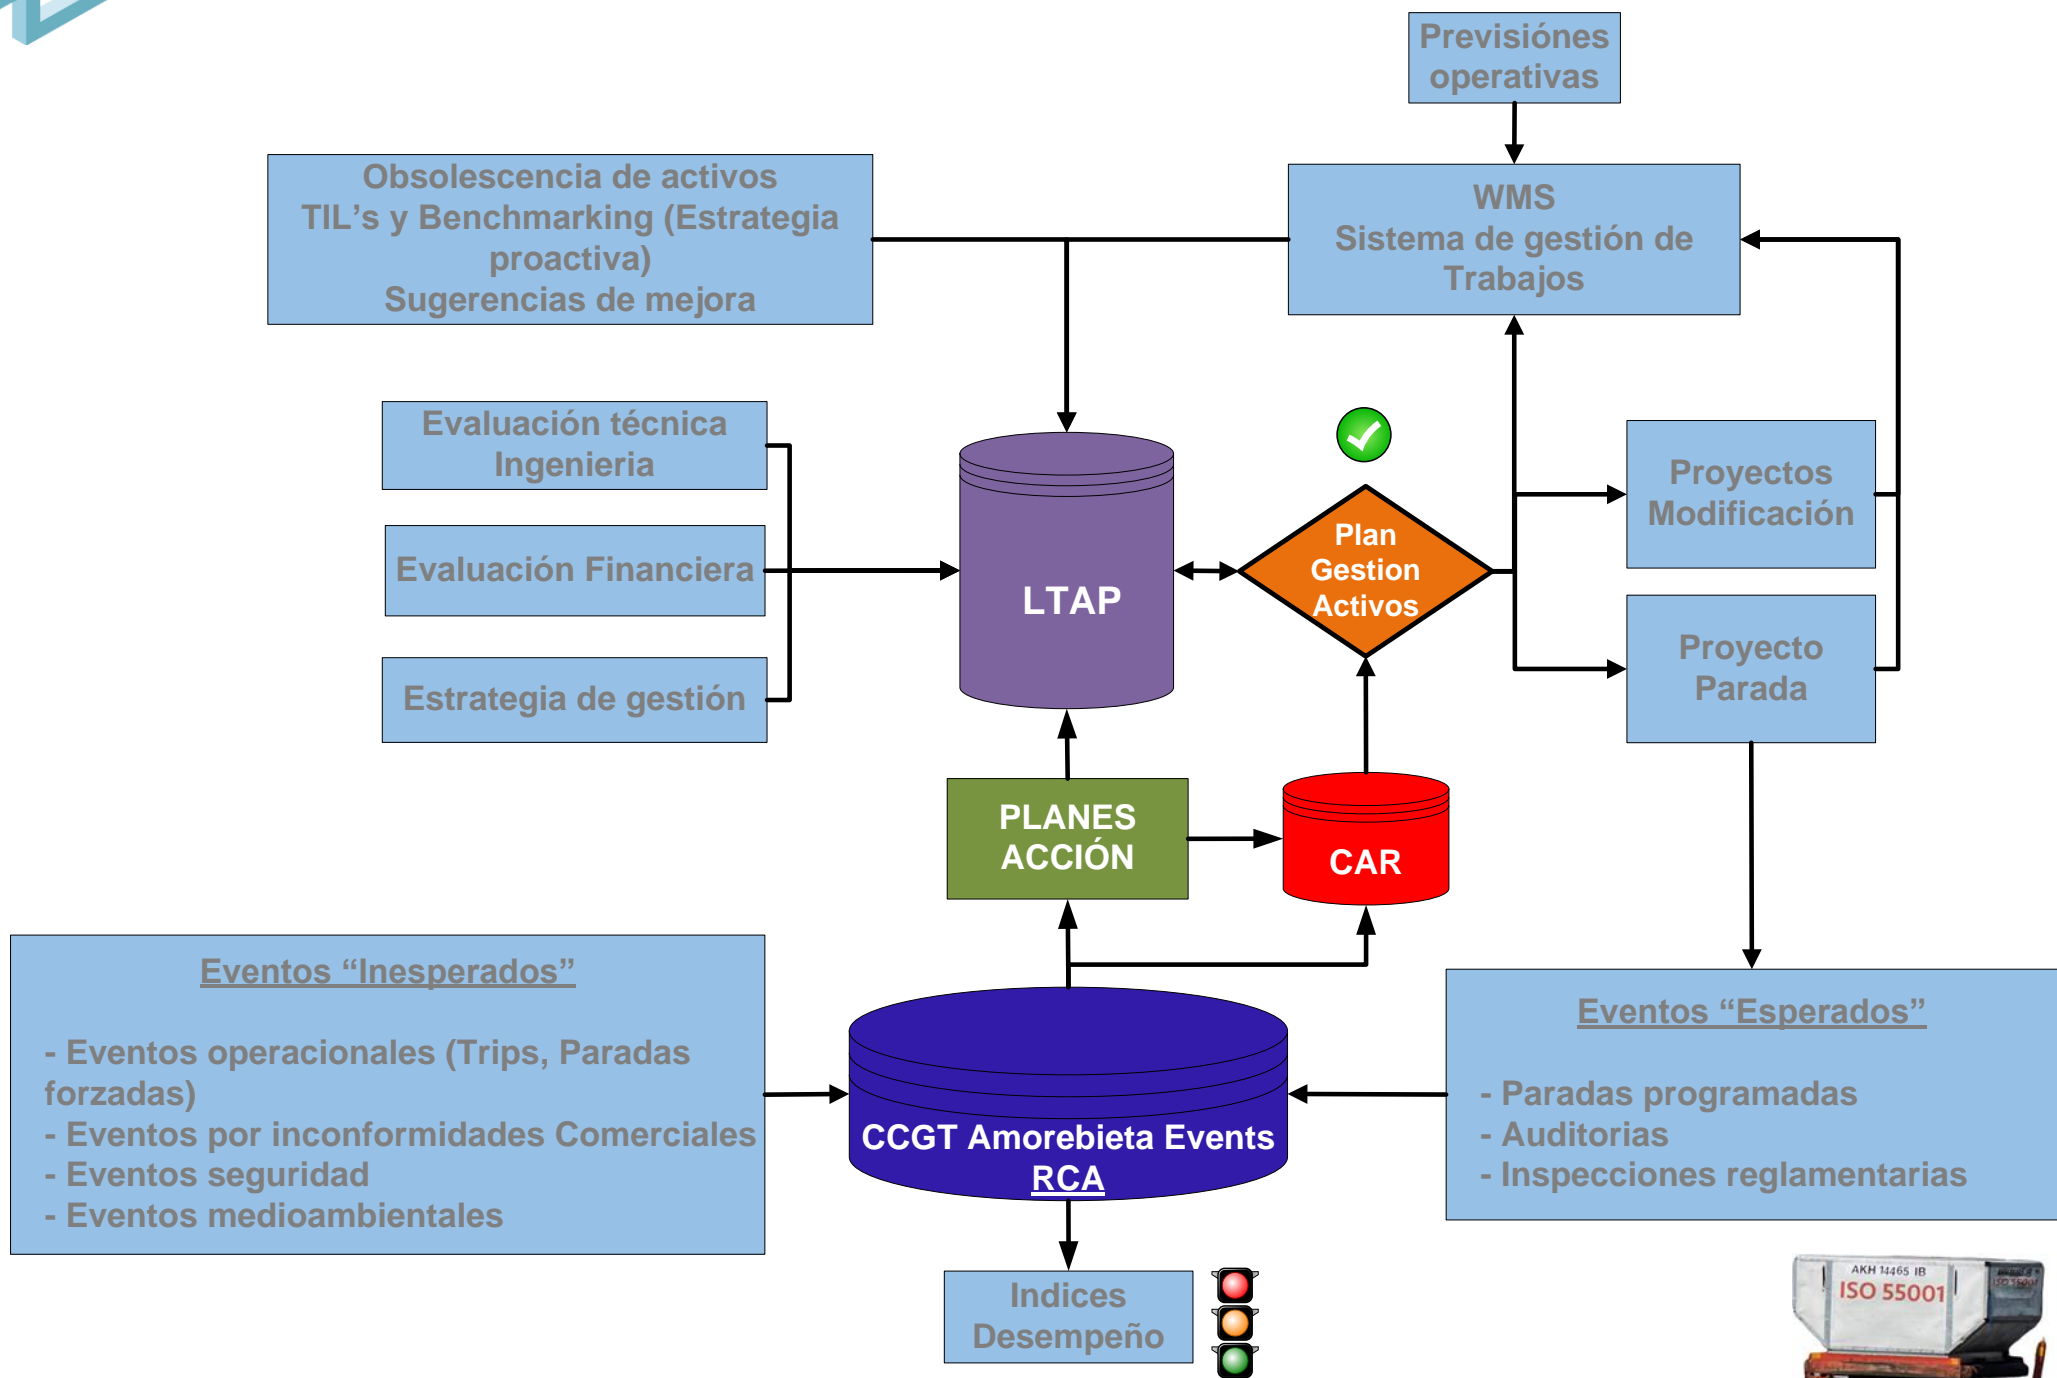 Previsiónes
operativas
Obsolescencia de activos
TIL's y Benchmarking (Estrategia
proactiva)
Sugerencias de mejora
WMS
Sistema de gestión de
Trabajos
Evaluación técnica
Ingenieria
Evaluación Financiera
Estrategia de gestión
LTAP
Plan
Gestion
Activos
Proyectos
Modificación
Proyecto
Parada
PLANES
ACCIÓN
CAR
Eventos “Inesperados”
- Eventos operacionales (Trips, Paradas
forzadas)
- Eventos por inconformidades Comerciales
- Eventos seguridad
- Eventos medioambientales
CCGT Amorebieta Events
RCA
Eventos “Esperados”
- Paradas programadas
- Auditorias
- Inspecciones reglamentarias
Indices
Desempeño
AKH 14465 IB
ISO 55001
ISO 55001